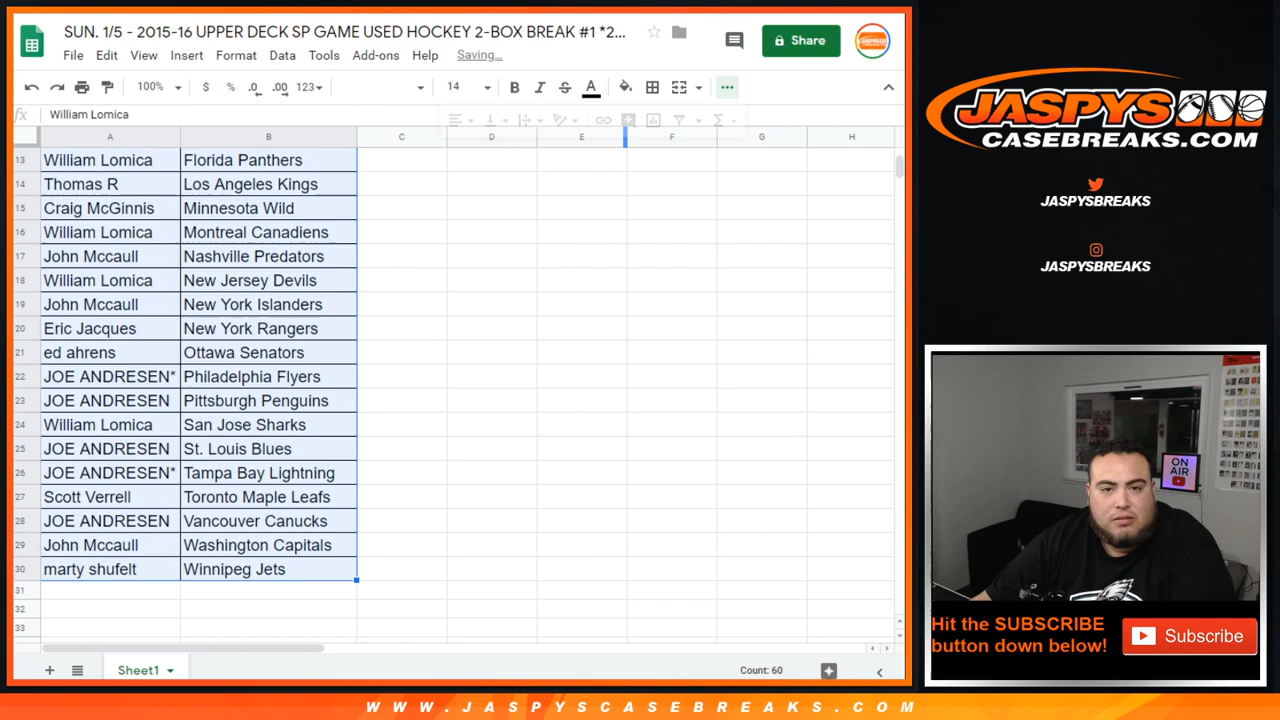 SUN. 1/5 - 2015-16 UPPER DECK SP GAME USED HOCKEY 2-BOX BREAK #1 *2...
File Edit View Insert Format Data Tools Add-ons Help Saving...
Share
100% $ % .0 .00 123 14 B I S A
fx William Lomica
A B C D E F G H
13 William Lomica Florida Panthers
14 Thomas R Los Angeles Kings
15 Craig McGinnis Minnesota Wild
16 William Lomica Montreal Canadiens
17 John Mccaull Nashville Predators
18 William Lomica New Jersey Devils
19 John Mccaull New York Islanders
20 Eric Jacques New York Rangers
21 ed ahrens Ottawa Senators
22 JOE ANDRESEN* Philadelphia Flyers
23 JOE ANDRESEN Pittsburgh Penguins
24 William Lomica San Jose Sharks
25 JOE ANDRESEN St. Louis Blues
26 JOE ANDRESEN* Tampa Bay Lightning
27 Scott Verrell Toronto Maple Leafs
28 JOE ANDRESEN Vancouver Canucks
29 John Mccaull Washington Capitals
30 marty shufelt Winnipeg Jets
31
32
33
Sheet1
Count: 60
JASPYS
CASEBREAKS.COM
JASPYSBREAKS
JASPYSBREAKS
ON
AIR
Hit the SUBSCRIBE
button down below!
Subscribe
WWW.JASPYSCASEBREAKS.COM